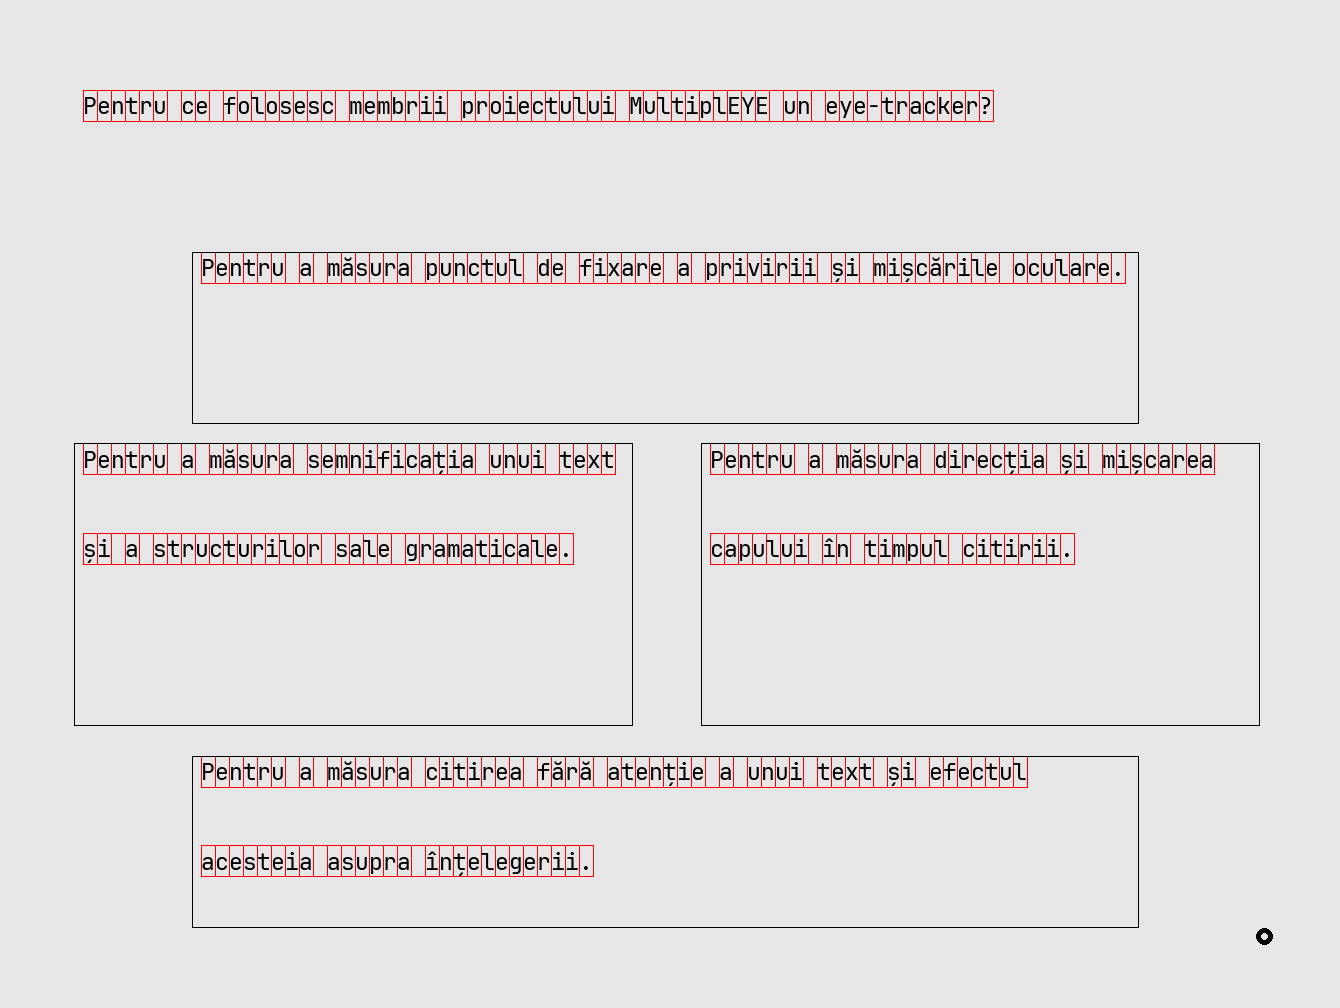 Pentru ce folosesc membrii proiectului MultiplEYE un eye-tracker?
Pentru a măsura punctul de fixare a privirii și mișcările oculare.
Pentru a măsura semnificația unui text
și a structurilor sale gramaticale.
Pentru a măsura direcția și mișcarea
capului în timpul citirii.
Pentru a măsura citirea fără atenție a unui text și efectul
acesteia asupra înțelegerii.